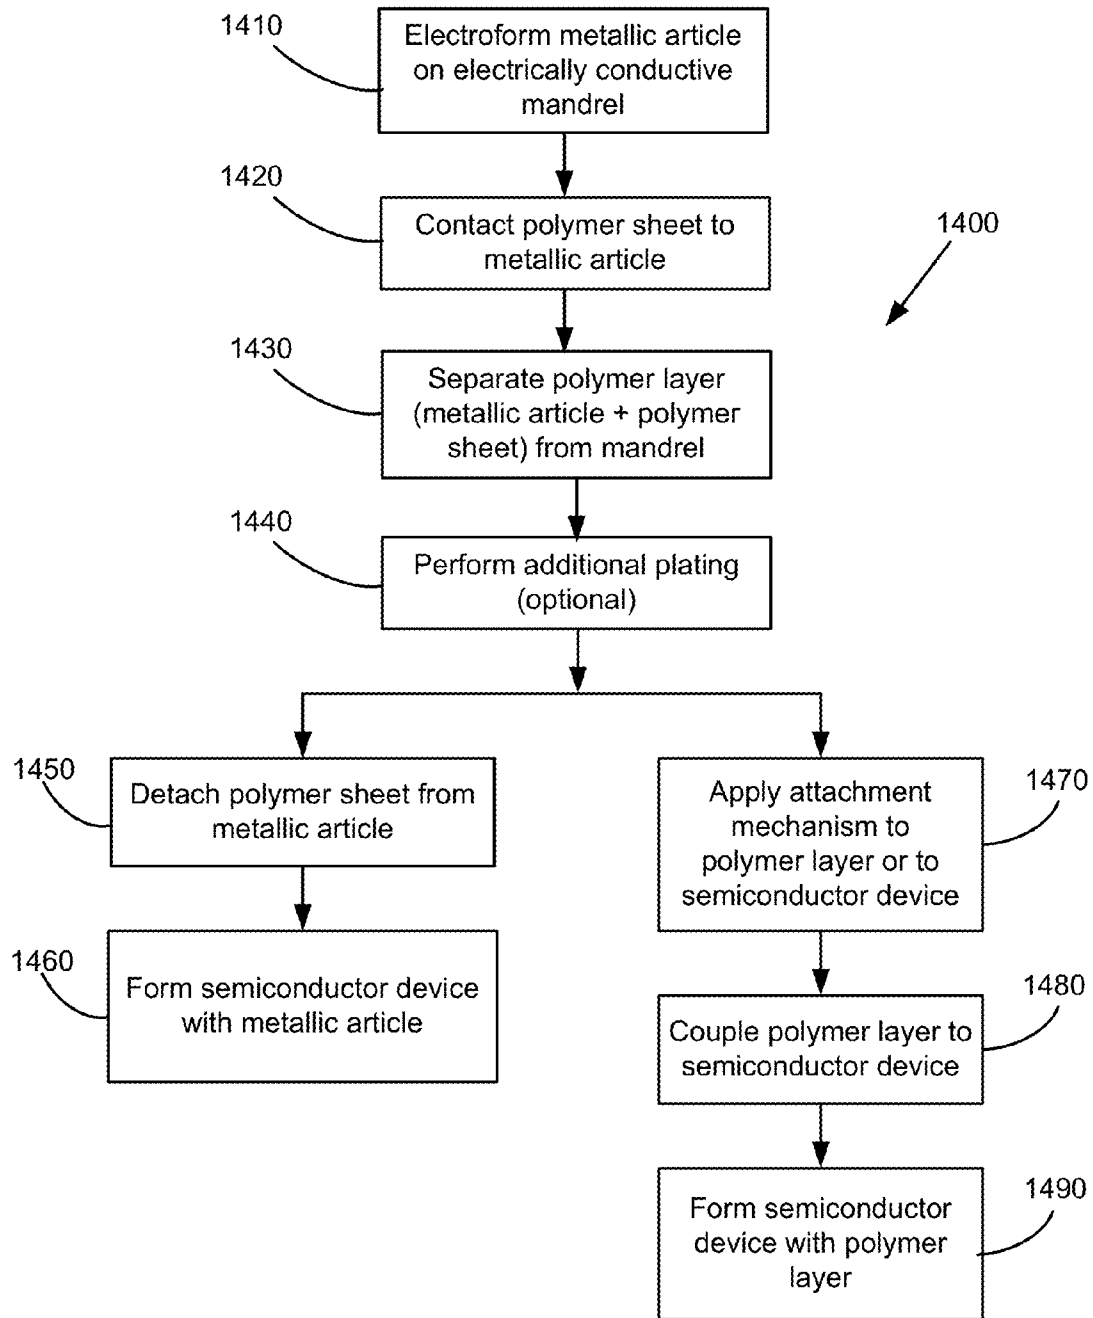 1410
Electroform metallic article
on electrically conductive
mandrel
1420
Contact polymer sheet to
metallic article
1400
1430
Separate polymer layer
(metallic article + polymer
sheet) from mandrel
1440
Perform additional plating
(optional)
1450
Detach polymer sheet from
metallic article
1470
Apply attachment
mechanism to
polymer layer or to
semiconductor device
1460
Form semiconductor device
with metallic article
1480
Couple polymer layer to
semiconductor device
1490
Form semiconductor
device with polymer
layer